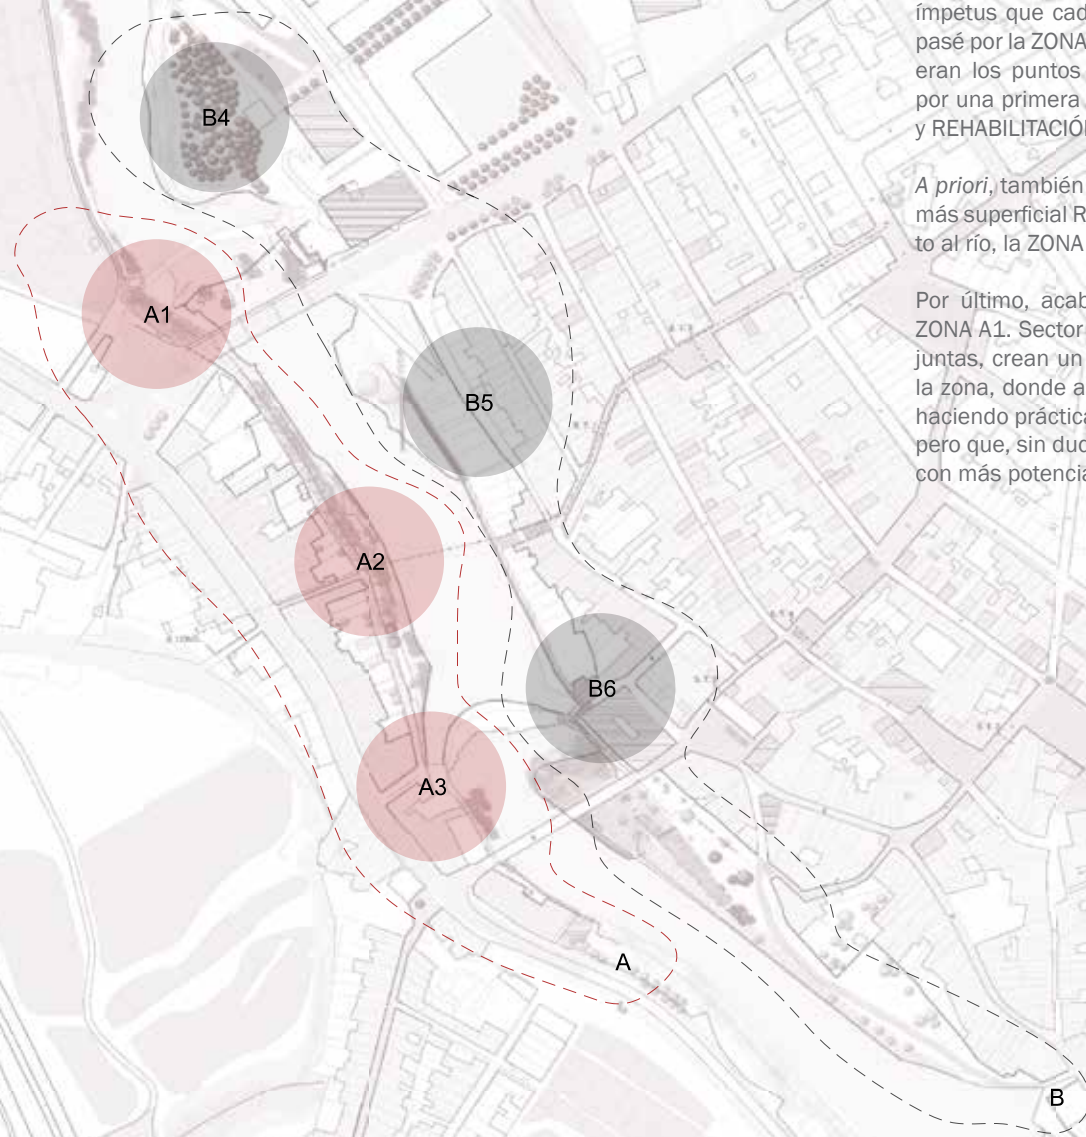 ímpetus que cad
pasé por la ZONA
eran los puntos
por una primera
y REHABILITACIÓN
A priori, también
más superficial R
to al río, la ZONA
Por último, acab
ZONA A1. Sector
juntas, crean un
la zona, donde a
haciendo práctica
pero que, sin dud
con más potencia
B4
A1
B5
A2
B6
A3
A
B